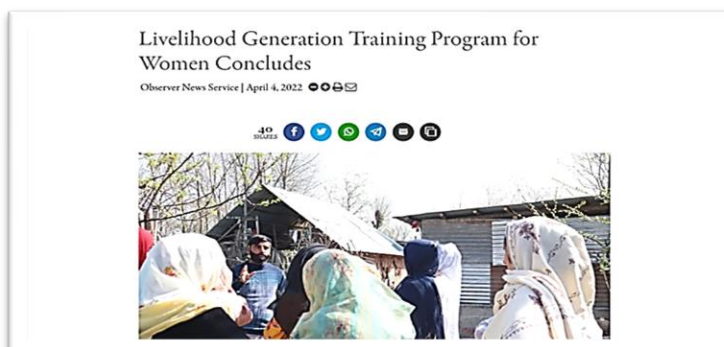 Livelihood Generation Training Program for
Women Concludes
Observer News Service | April 4, 2022
40
SHARES